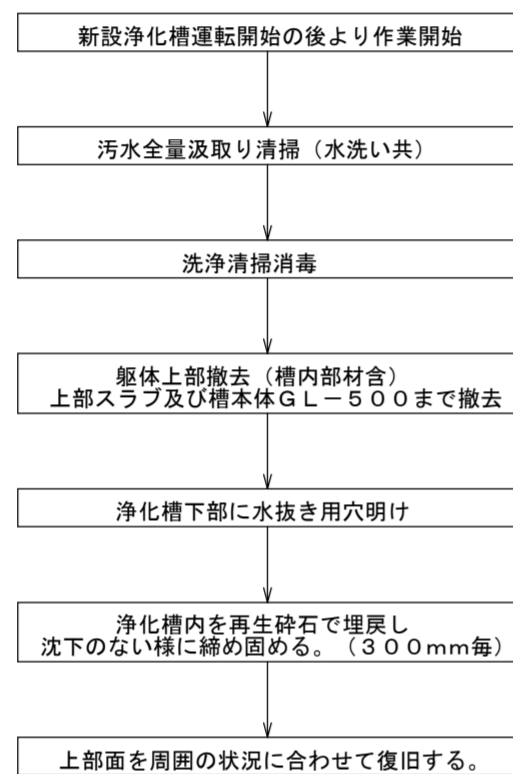 新設浄化槽運転開始の後より作業開始
汚水全量汲取り清掃（水洗い共）
洗浄清掃消毒
躯体上部撤去（槽内部材含）
上部スラブ及び槽本体ＧＬ－５００まで撤去
浄化槽下部に水抜き用穴明け
浄化槽内を再生砕石で埋戻し
沈下のない様に締め固める。（３００ｍｍ毎）
上部面を周囲の状況に合わせて復旧する。